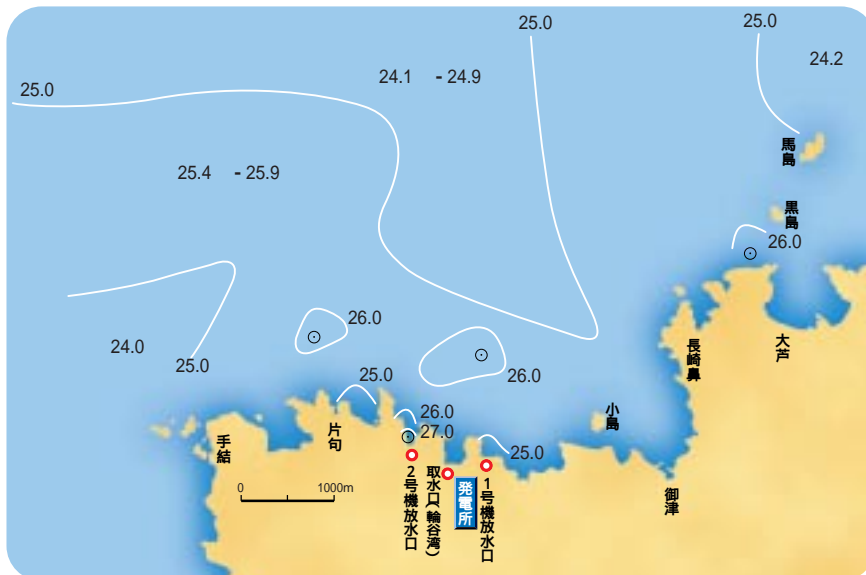 25.0
25.0
24.1 - 24.9
24.2
25.0
馬島
25.4 - 25.9
黒島
26.0
26.0
24.0
25.0
大芦
長崎鼻
25.0
26.0
小島
26.0
27.0
片句
手結
25.0
0 1000m
2号機放水口
取水口(輪谷湾)
発電所
1号機放水口
御津